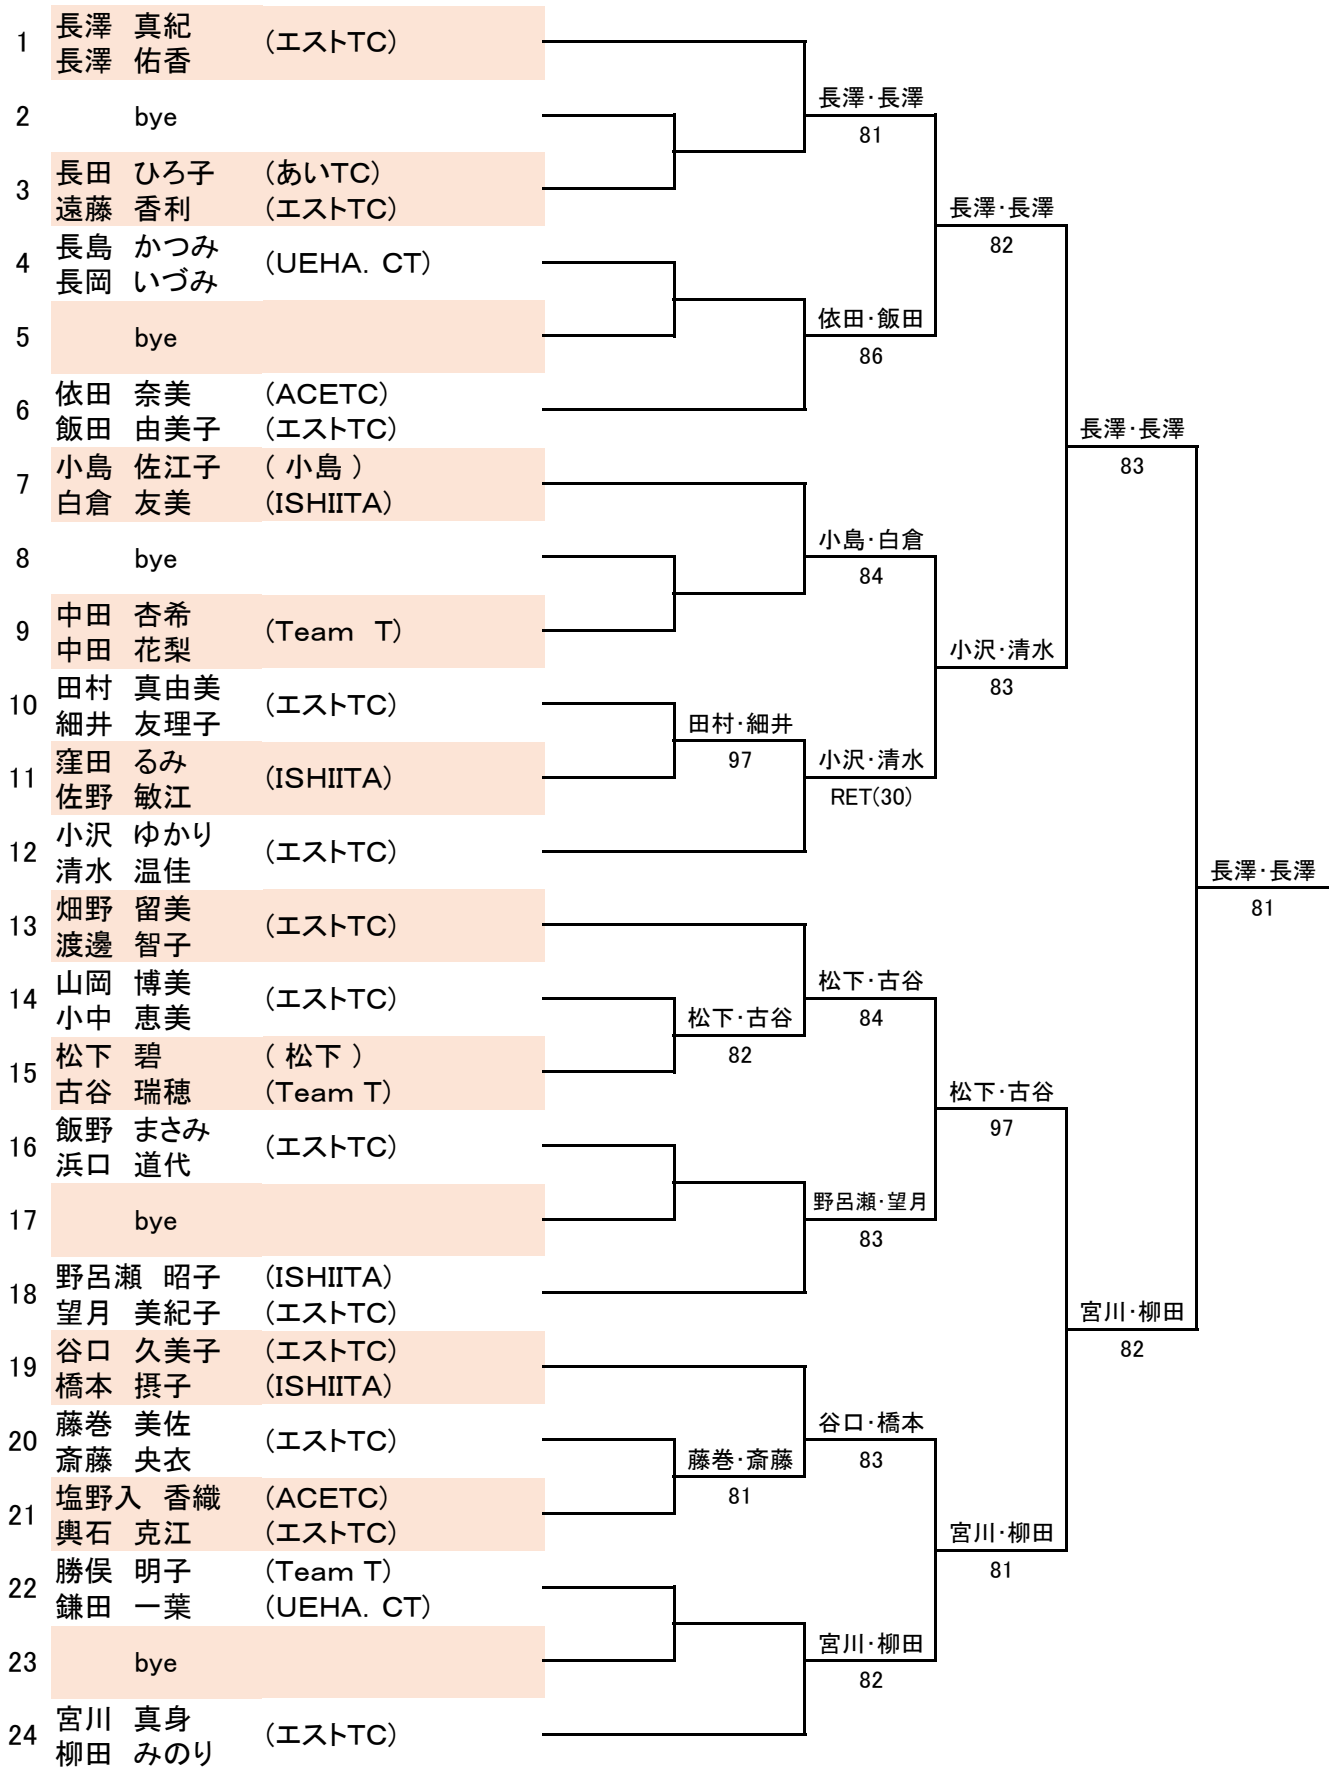 1 長澤 真紀 (エストTC)
長澤 佑香
2 bye
3 長田 ひろ子 (あいTC)
遠藤 香利 (エストTC)
4 長島 かつみ (UEHA. CT)
長岡 いづみ
5 bye
6 依田 奈美 (ACETC)
飯田 由美子 (エストTC)
7 小島 佐江子 ( 小島 )
白倉 友美 (ISHIITA)
8 bye
9 中田 杏希 (Team T)
中田 花梨
10 田村 真由美 (エストTC)
細井 友理子
11 窪田 るみ (ISHIITA)
佐野 敏江
12 小沢 ゆかり (エストTC)
清水 温佳
13 畑野 留美 (エストTC)
渡邊 智子
14 山岡 博美 (エストTC)
小中 恵美
15 松下 碧 ( 松下 )
古谷 瑞穂 (Team T)
16 飯野 まさみ (エストTC)
浜口 道代
17 bye
18 野呂瀬 昭子 (ISHIITA)
望月 美紀子 (エストTC)
19 谷口 久美子 (エストTC)
橋本 摂子 (ISHIITA)
20 藤巻 美佐 (エストTC)
斎藤 央衣
21 塩野入 香織 (ACETC)
輿石 克江 (エストTC)
22 勝俣 明子 (Team T)
鎌田 一葉 (UEHA. CT)
23 bye
24 宮川 真身 (エストTC)
柳田 みのり
田村・細井
97
松下・古谷
82
藤巻・斎藤
81
長澤・長澤
81
依田・飯田
86
小島・白倉
84
小沢・清水
RET(30)
松下・古谷
84
野呂瀬・望月
83
谷口・橋本
83
宮川・柳田
82
長澤・長澤
82
小沢・清水
83
松下・古谷
97
宮川・柳田
81
長澤・長澤
83
宮川・柳田
82
長澤・長澤
81